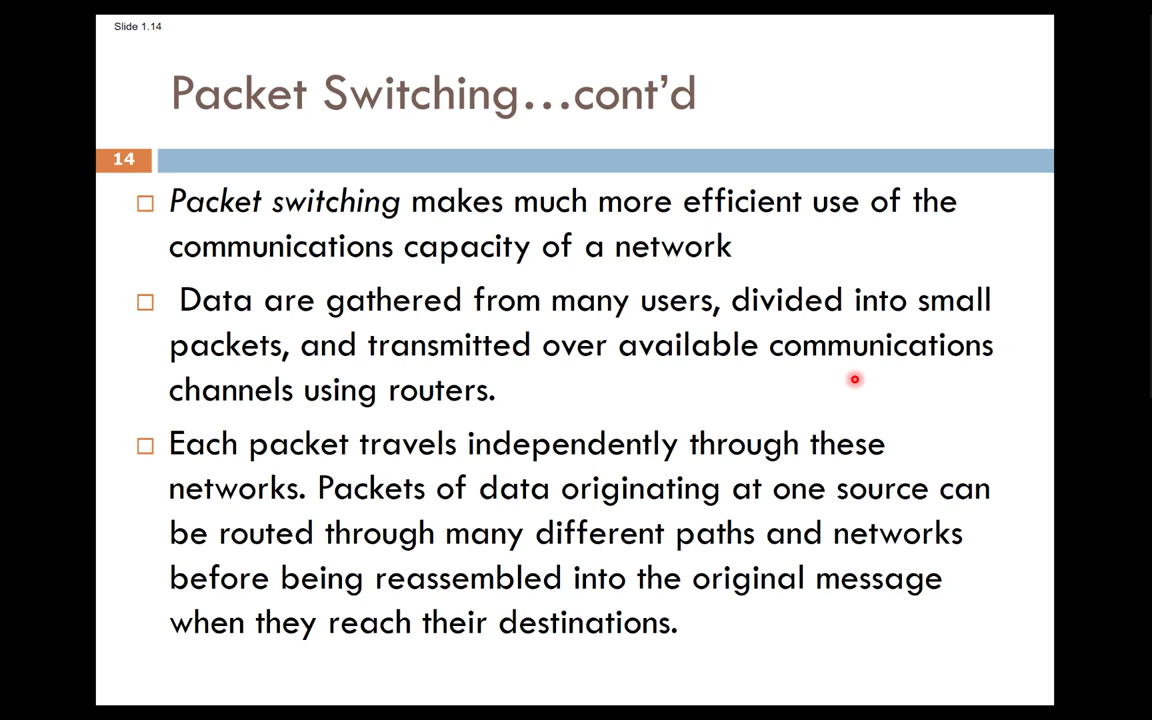 Slide 1.14
Packet Switching...cont’d
14
Packet switching makes much more efficient use of the
communications capacity of a network
Data are gathered from many users, divided into small
packets, and transmitted over available communications
channels using routers.
Each packet travels independently through these
networks. Packets of data originating at one source can
be routed through many different paths and networks
before being reassembled into the original message
when they reach their destinations.